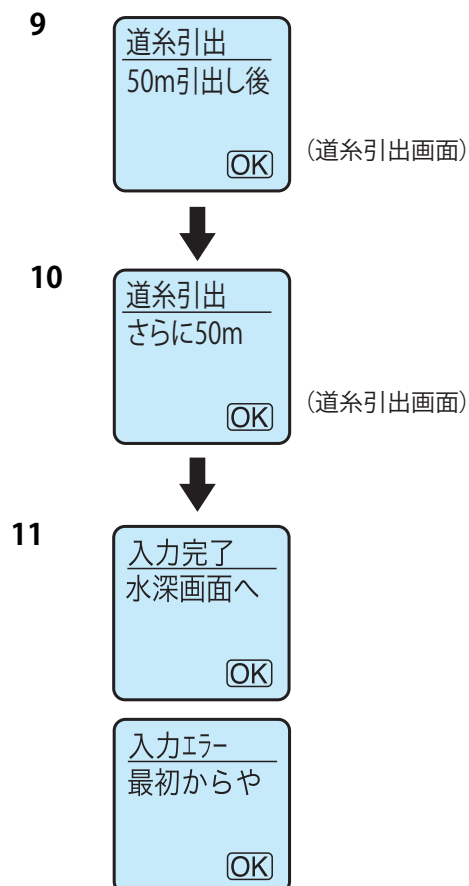 9
道糸引出
50m引出し後
OK
(道糸引出画面)
10
道糸引出
さらに50m
OK
(道糸引出画面)
11
入力完了
水深画面へ
OK
入力エラー
最初からや
OK